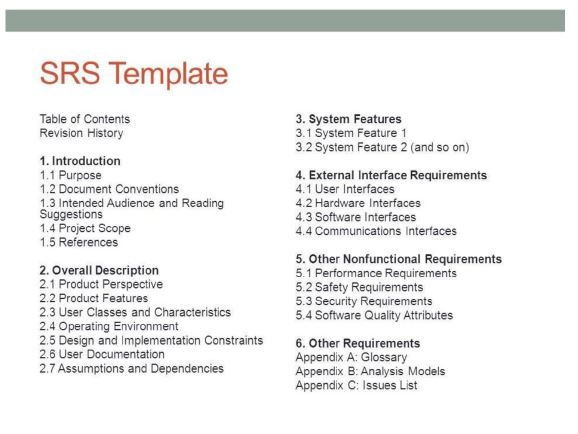 SRS Template
Table of Contents
Revision History
1. Introduction
1.1 Purpose
1.2 Document Conventions
1.3 Intended Audience and Reading
Suggestions
1.4 Project Scope
1.5 References
2. Overall Description
2.1 Product Perspective
2.2 Product Features
2.3 User Classes and Characteristics
2.4 Operating Environment
2.5 Design and Implementation Constraints
2.6 User Documentation
2.7 Assumptions and Dependencies
3. System Features
3.1 System Feature 1
3.2 System Feature 2 (and so on)
4. External Interface Requirements
4.1 User Interfaces
4.2 Hardware Interfaces
4.3 Software Interfaces
4.4 Communications Interfaces
5. Other Nonfunctional Requirements
5.1 Performance Requirements
5.2 Safety Requirements
5.3 Security Requirements
5.4 Software Quality Attributes
6. Other Requirements
Appendix A: Glossary
Appendix B: Analysis Models
Appendix C: Issues List